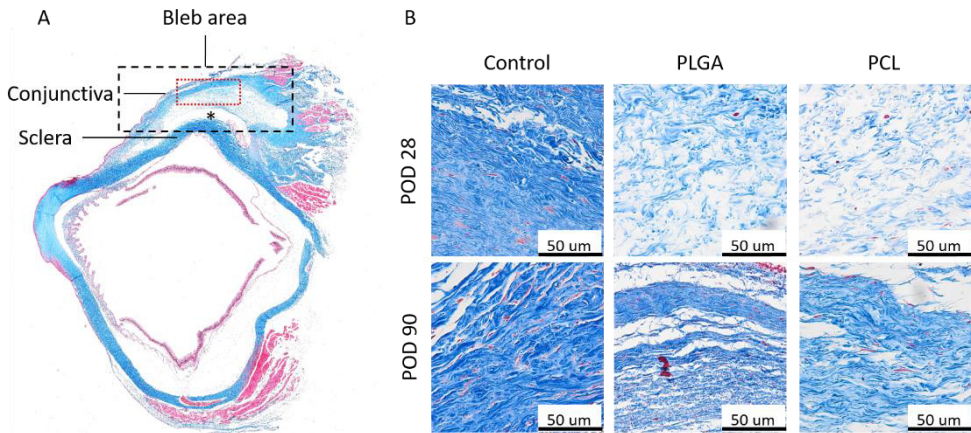 A
Bleb area
Conjunctiva
*
Sclera
B
Control
PLGA
PCL
POD 28
50 um
50 um
50 um
POD 90
50 um
50 um
50 um